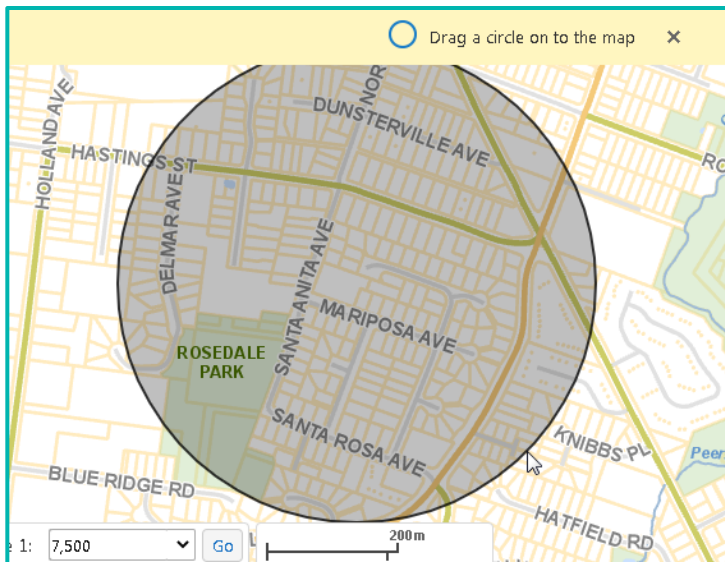 Drag a circle on to the map ×
NOR
DUNSTERVILLE AVE
HOLLAND AVE
HASTINGS ST
RO
DELMAR AVE
SANTA ANITA AVE
MARIPOSA AVE
ROSEDALE
PARK
SANTA ROSA AVE
KNIBBS PL
Peer
BLUE RIDGE RD
HATFIELD RD
e 1: 7,500 Go
200m